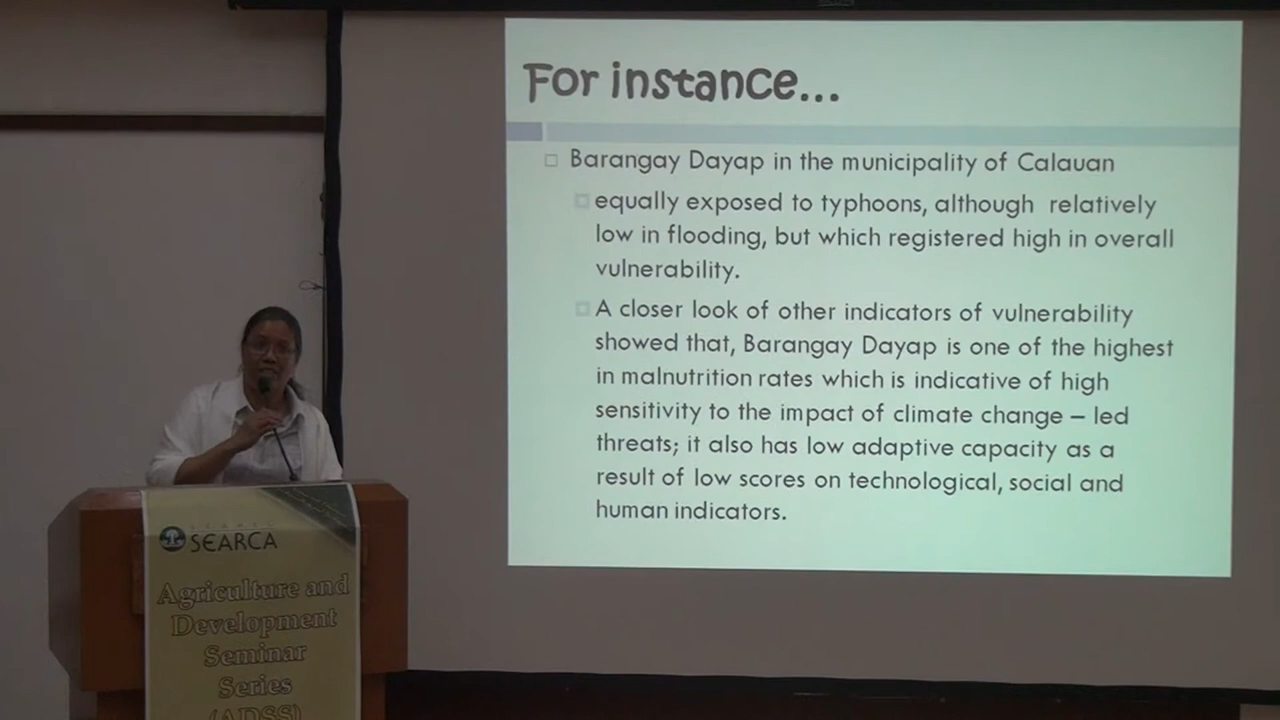 For instance...
Barangay Dayap in the municipality of Calauan
equally exposed to typhoons, although relatively
low in flooding, but which registered high in overall
vulnerability.
A closer look of other indicators of vulnerability
showed that, Barangay Dayap is one of the highest
in malnutrition rates which is indicative of high
sensitivity to the impact of climate change – led
threats; it also has low adaptive capacity as a
result of low scores on technological, social and
human indicators.
SEARCA
Agriculture and
Development
Seminar
Series
(ADSS)